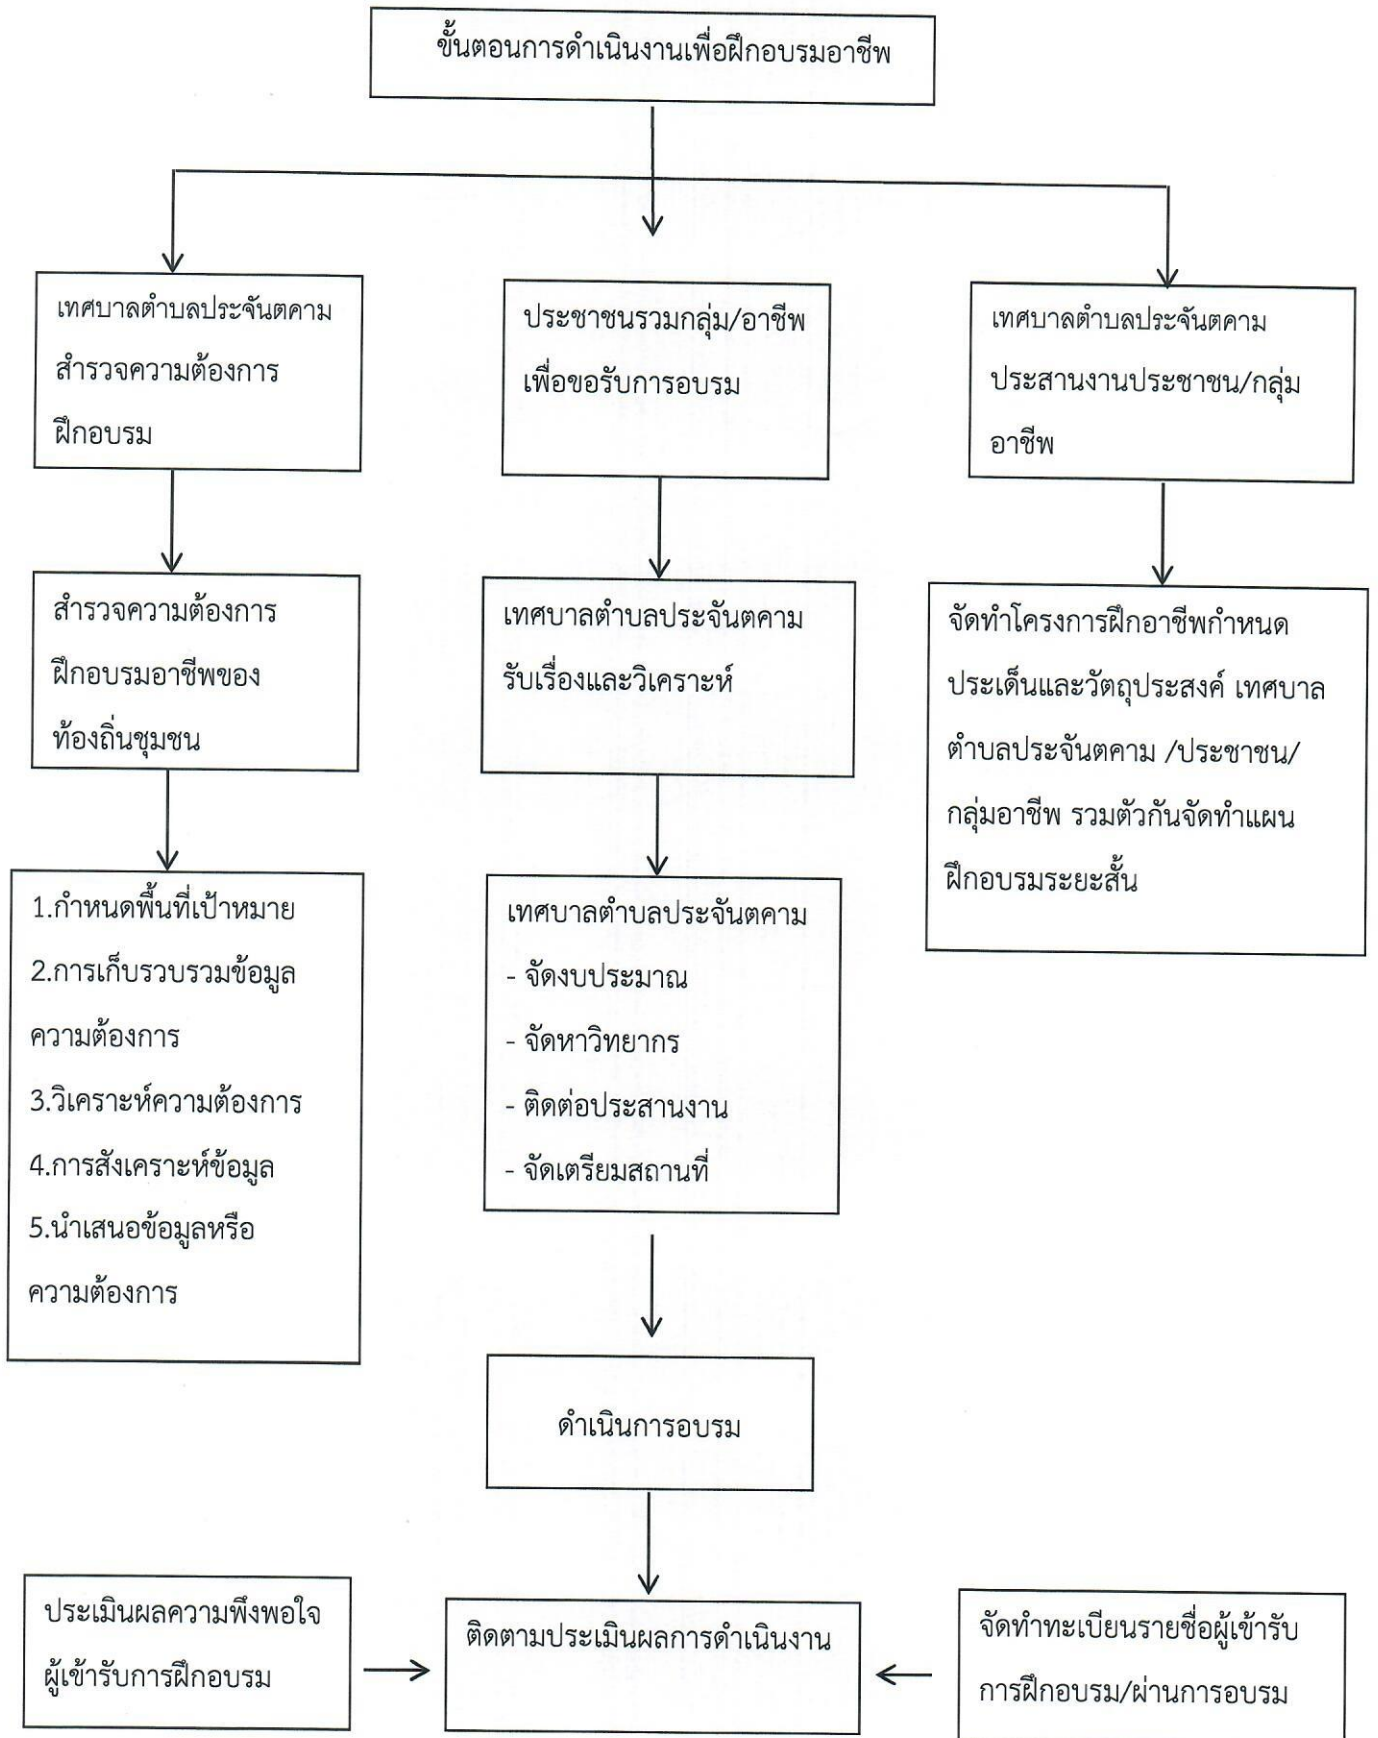 ขั้นตอนการดำเนินงานเพื่อฝึกอบรมอาชีพ
เทศบาลตำบลประจันตคาม
สำรวจความต้องการ
ฝึกอบรม
ประชาชนรวมกลุ่ม/อาชีพ
เพื่อขอรับการอบรม
เทศบาลตำบลประจันตคาม
ประสานงานประชาชน/กลุ่ม
อาชีพ
สำรวจความต้องการ
ฝึกอบรมอาชีพของ
ท้องถิ่นชุมชน
เทศบาลตำบลประจันตคาม
รับเรื่องและวิเคราะห์
จัดทำโครงการฝึกอาชีพกำหนด
ประเด็นและวัตถุประสงค์ เทศบาล
ตำบลประจันตคาม /ประชาชน/
กลุ่มอาชีพ รวมตัวกันจัดทำแผน
ฝึกอบรมระยะสั้น
1.กำหนดพื้นที่เป้าหมาย
2.การเก็บรวบรวมข้อมูล
ความต้องการ
3.วิเคราะห์ความต้องการ
4.การสังเคราะห์ข้อมูล
5.นำเสนอข้อมูลหรือ
ความต้องการ
เทศบาลตำบลประจันตคาม
- จัดงบประมาณ
- จัดหาวิทยากร
- ติดต่อประสานงาน
- จัดเตรียมสถานที่
ดำเนินการอบรม
ประเมินผลความพึงพอใจ
ผู้เข้ารับการฝึกอบรม
ติดตามประเมินผลการดำเนินงาน
จัดทำทะเบียนรายชื่อผู้เข้ารับ
การฝึกอบรม/ผ่านการอบรม